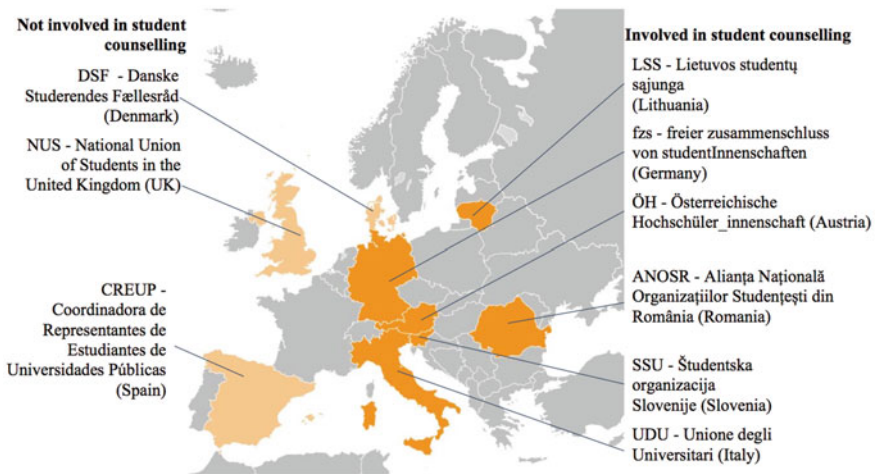 Not involved in student
counselling
DSF - Danske
Studerendes Fællesråd
(Denmark)
NUS - National Union
of Students in the
United Kingdom (UK)
CREUP -
Coordinadora de
Representantes de
Estudiantes de
Universidades Públicas
(Spain)
Involved in student counselling
LSS - Lietuvos studentų
sąjunga
(Lithuania)
fzs - freier zusammenschluss
von studentInnenschaften
(Germany)
ÖH - Österreichische
Hochschüler_innenschaft (Austria)
ANOSR - Alianța Națională
Organizațiilor Studențești din
România (Romania)
SSU - Študentska
organizacija
Slovenije (Slovenia)
UDU - Unione degli
Universitari (Italy)